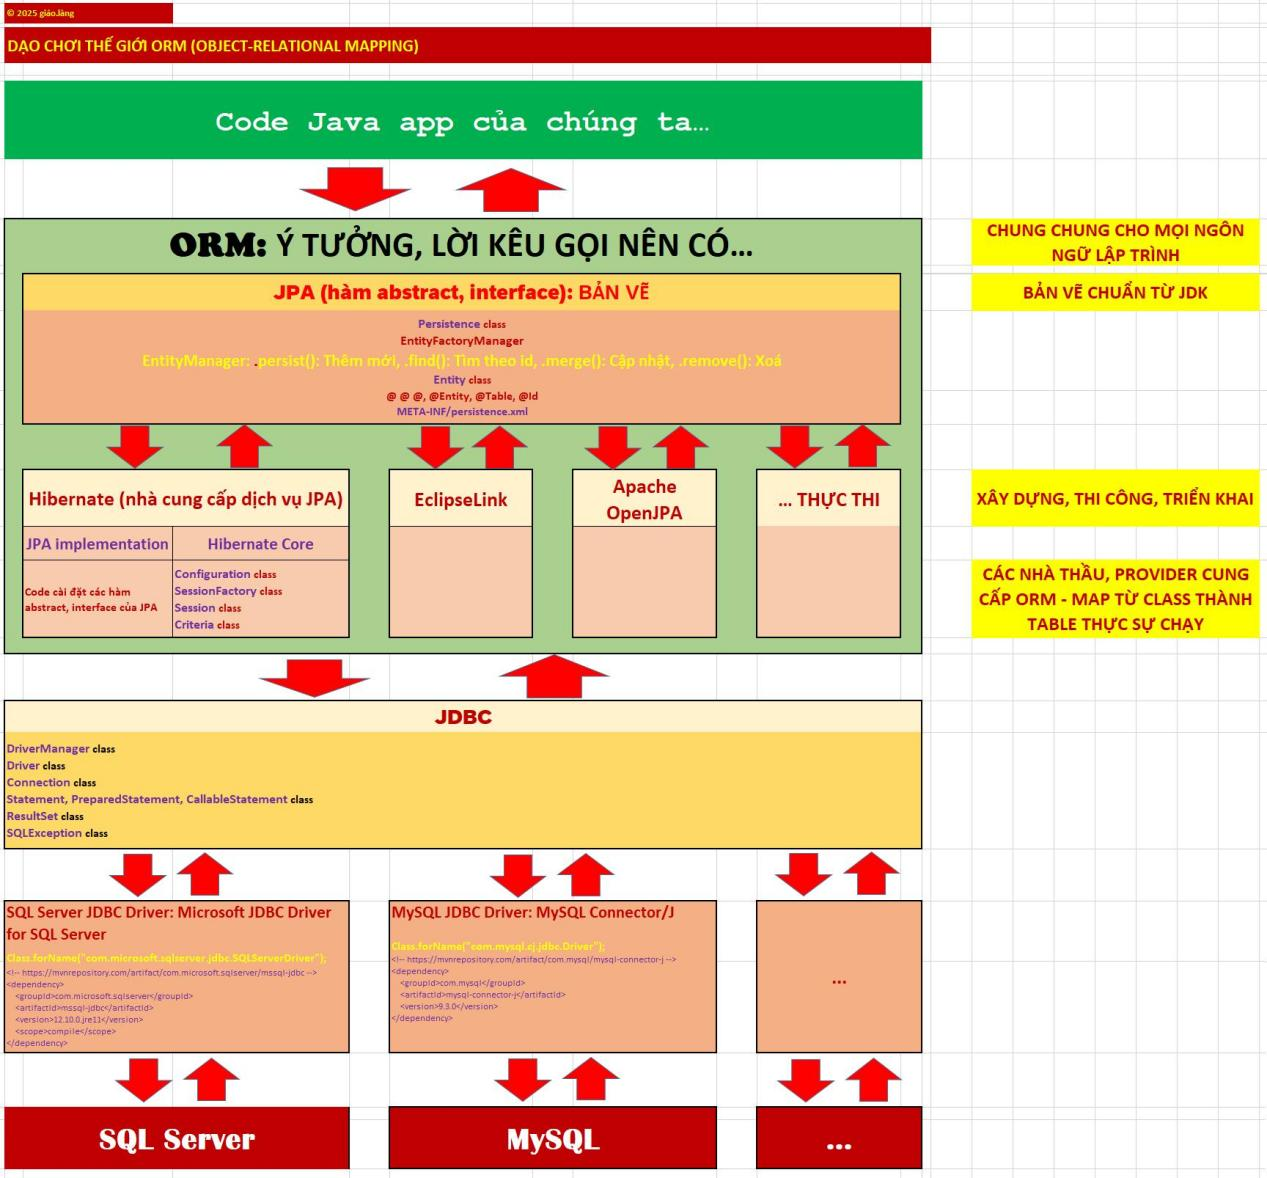 © 2025 giáo.làng
DẠO CHƠI THẾ GIỚI ORM (OBJECT-RELATIONAL MAPPING)
Code Java app của chúng ta…
ORM: Ý TƯỞNG, LỜI KÊU GỌI NÊN CÓ...
CHUNG CHUNG CHO MỌI NGÔN
NGỮ LẬP TRÌNH
JPA (hàm abstract, interface): BẢN VẼ
BẢN VẼ CHUẨN TỪ JDK
Persistence class
EntityFactoryManager
EntityManager: .persist(): Thêm mới, .find(): Tìm theo id, .merge(): Cập nhật, .remove(): Xoá
Entity class
@ @ @, @Entity, @Table, @Id
META-INF/persistence.xml
Hibernate (nhà cung cấp dịch vụ JPA)
EclipseLink
Apache
OpenJPA
... THỰC THI
XÂY DỰNG, THI CÔNG, TRIỂN KHAI
JPA implementation
Hibernate Core
Code cài đặt các hàm
abstract, interface của JPA
Configuration class
SessionFactory class
Session class
Criteria class
CÁC NHÀ THẦU, PROVIDER CUNG
CẤP ORM - MAP TỪ CLASS THÀNH
TABLE THỰC SỰ CHẠY
JDBC
DriverManager class
Driver class
Connection class
Statement, PreparedStatement, CallableStatement class
ResultSet class
SQLException class
SQL Server JDBC Driver: Microsoft JDBC Driver
for SQL Server
Class.forName("com.microsoft.sqlserver.jdbc.SQLServerDriver");
<!-- https://mvnrepository.com/artifact/com.microsoft.sqlserver/mssql-jdbc -->
<dependency>
<groupId>com.microsoft.sqlserver</groupId>
<artifactId>mssql-jdbc</artifactId>
<version>12.10.0.jre11</version>
<scope>compile</scope>
</dependency>
MySQL JDBC Driver: MySQL Connector/J
Class.forName("com.mysql.cj.jdbc.Driver");
<!-- https://mvnrepository.com/artifact/com.mysql/mysql-connector-j -->
<dependency>
<groupId>com.mysql</groupId>
<artifactId>mysql-connector-j</artifactId>
<version>9.3.0</version>
</dependency>
...
SQL Server
MySQL
...